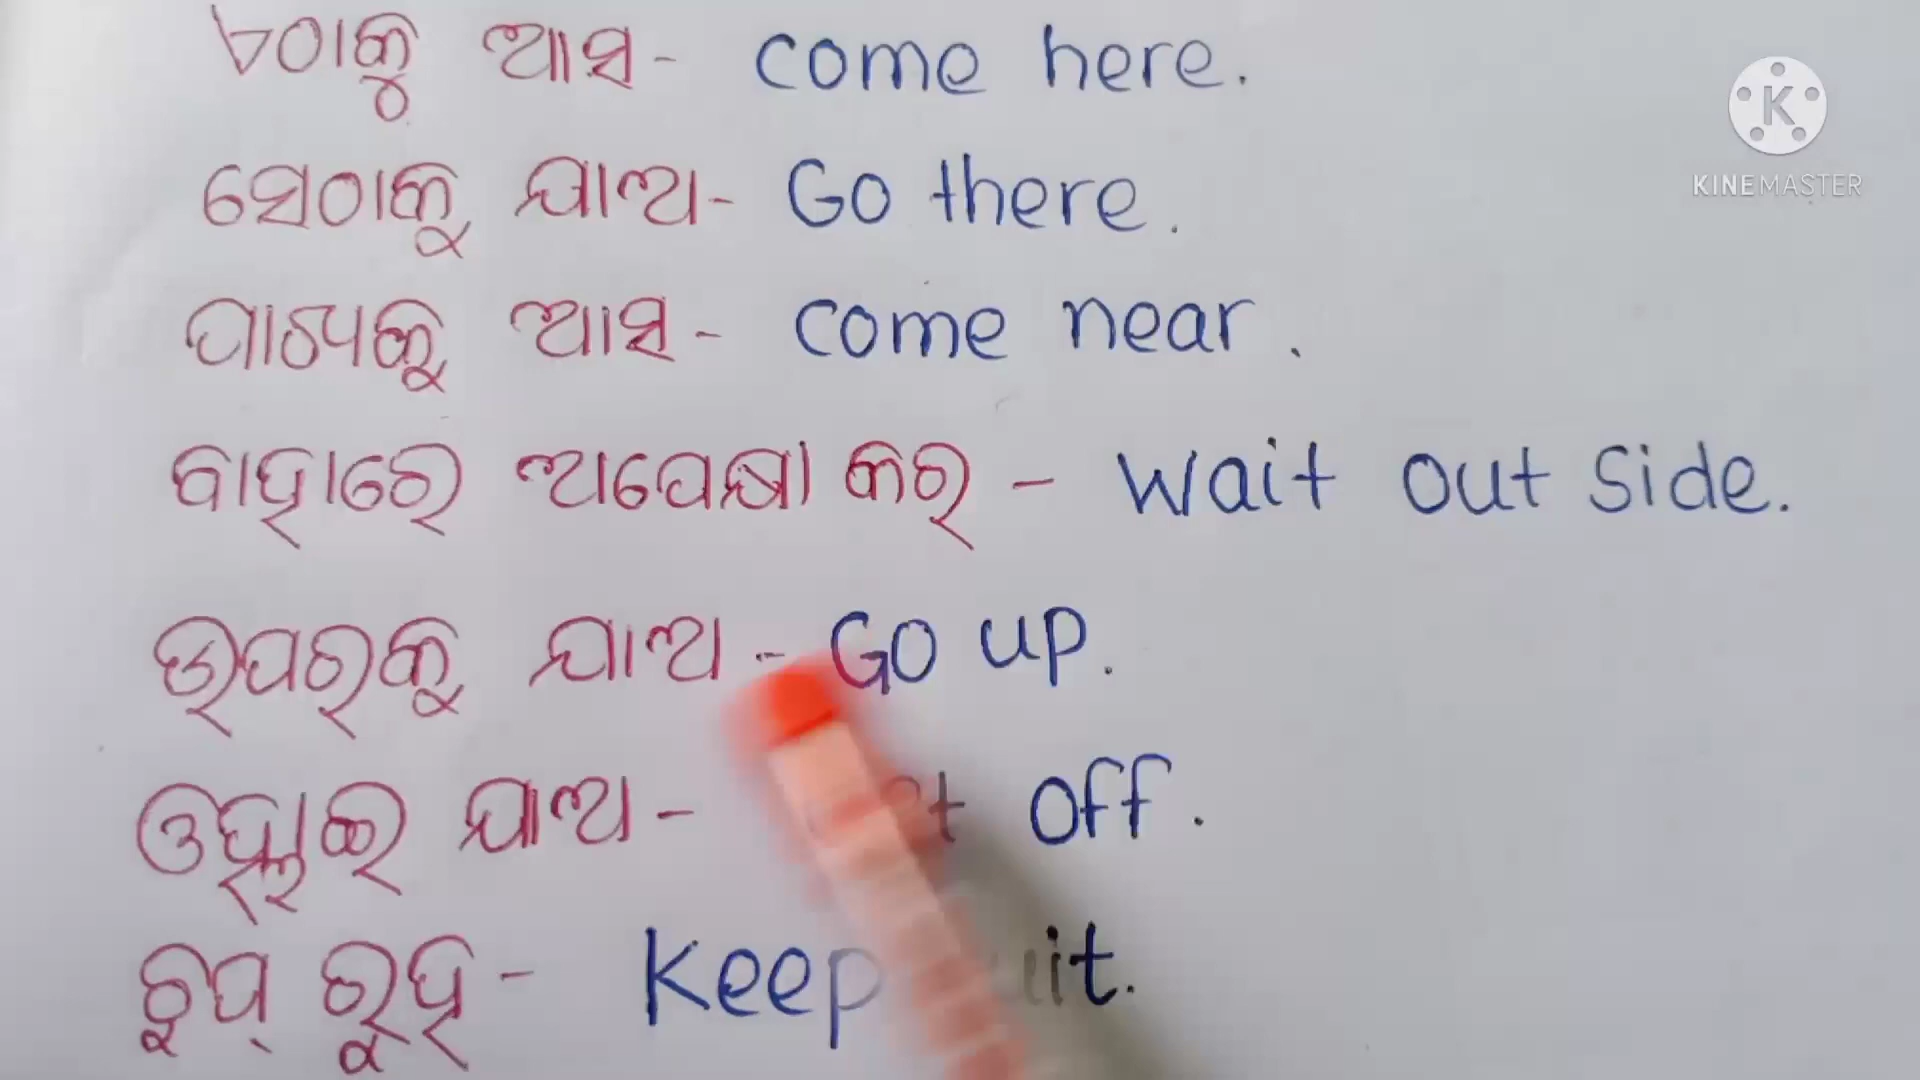 ଏଠାକୁ ଆସ - come here.
ସେଠାକୁ ଯାଅ - Go there.
ପାଖକୁ ଆସ - come near.
ବାହାରେ ଅପେକ୍ଷା କର - wait out side.
ଉପରକୁ ଯାଅ - Go up.
ଓହ୍ଲାଇ ଯାଅ - off.
ଚୁପ୍ ରୁହ - Keep
KINEMASTER